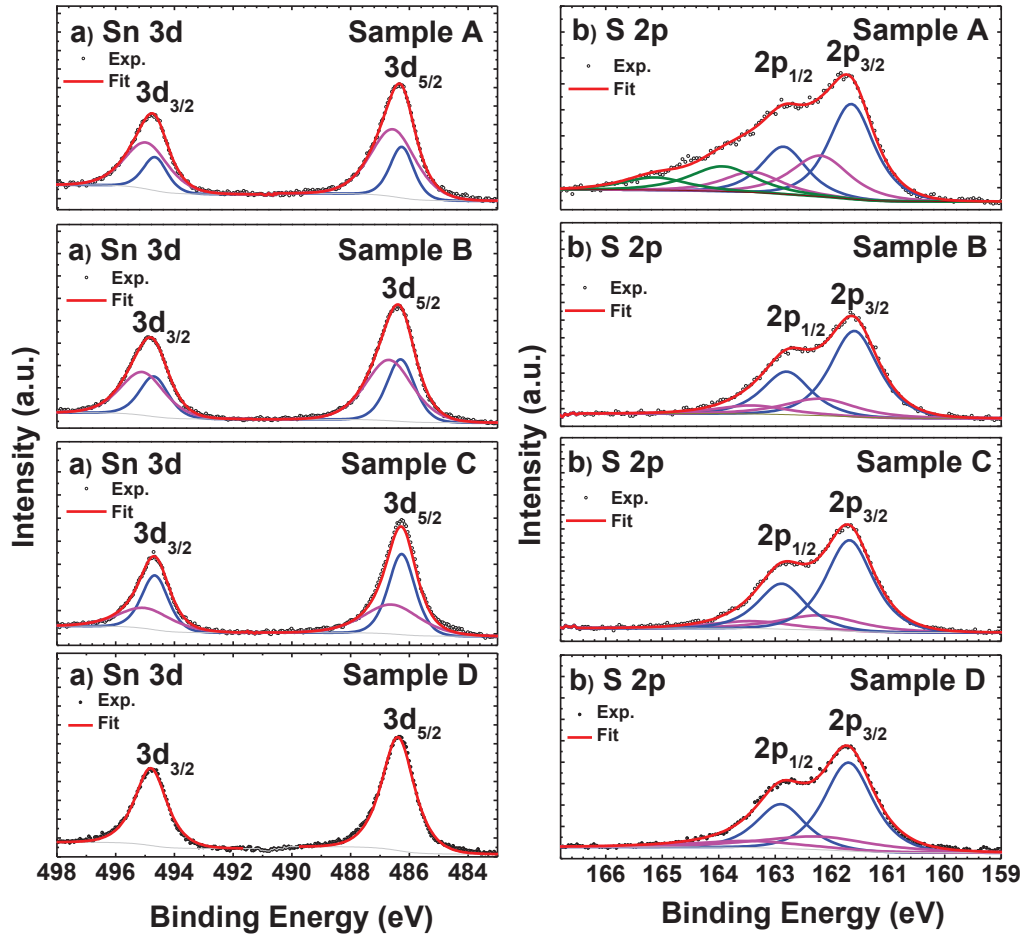 a) Sn 3d Sample A
Exp.
Fit
3d3/2
3d5/2
b) S 2p Sample A
Exp.
Fit
2p1/2
2p3/2
a) Sn 3d Sample B
Exp.
Fit
3d3/2
3d5/2
b) S 2p Sample B
Exp.
Fit
2p1/2
2p3/2
a) Sn 3d Sample C
Exp.
Fit
3d3/2
3d5/2
b) S 2p Sample C
Exp.
Fit
2p1/2
2p3/2
a) Sn 3d Sample D
Exp.
Fit
3d3/2
3d5/2
b) S 2p Sample D
Exp.
Fit
2p1/2
2p3/2
Intensity (a.u.)
Intensity (a.u.)
498 496 494 492 490 488 486 484
166 165 164 163 162 161 160 159
Binding Energy (eV)
Binding Energy (eV)